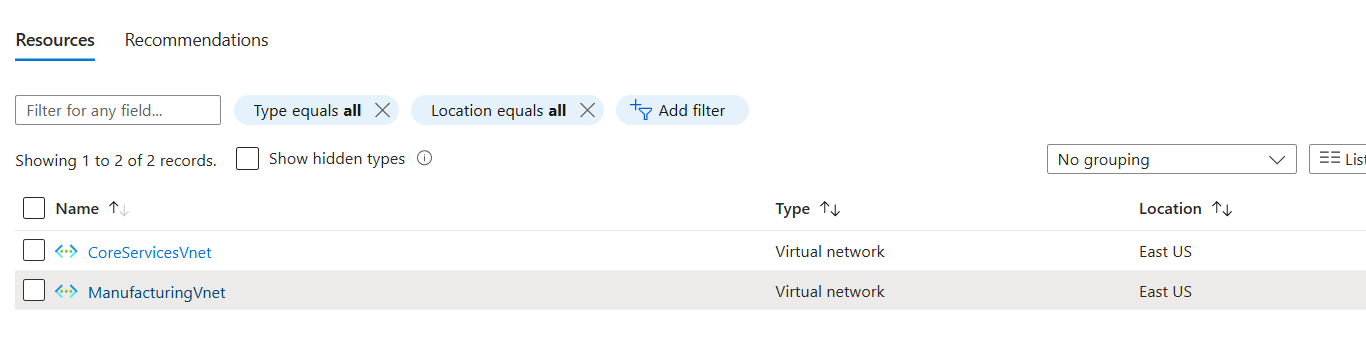 Resources Recommendations
Filter for any field... Type equals all Location equals all Add filter
Showing 1 to 2 of 2 records. Show hidden types No grouping List
Name Type Location
CoreServicesVnet Virtual network East US
ManufacturingVnet Virtual network East US